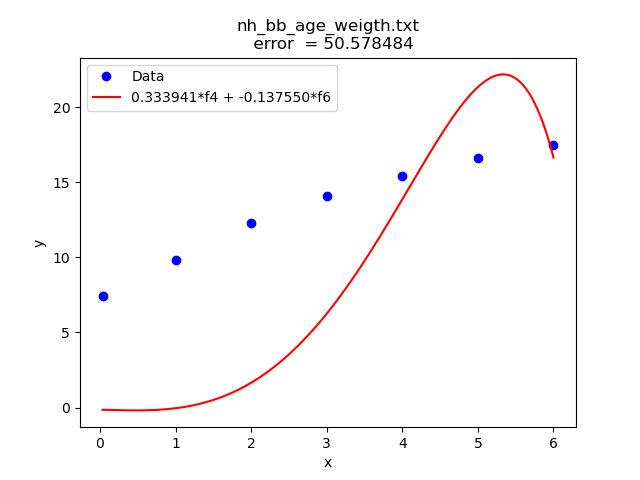 nh_bb_age_weigth.txt
error = 50.578484
Data
0.333941*f4 + -0.137550*f6
y
20
15
10
5
0
0 1 2 3 4 5 6
x